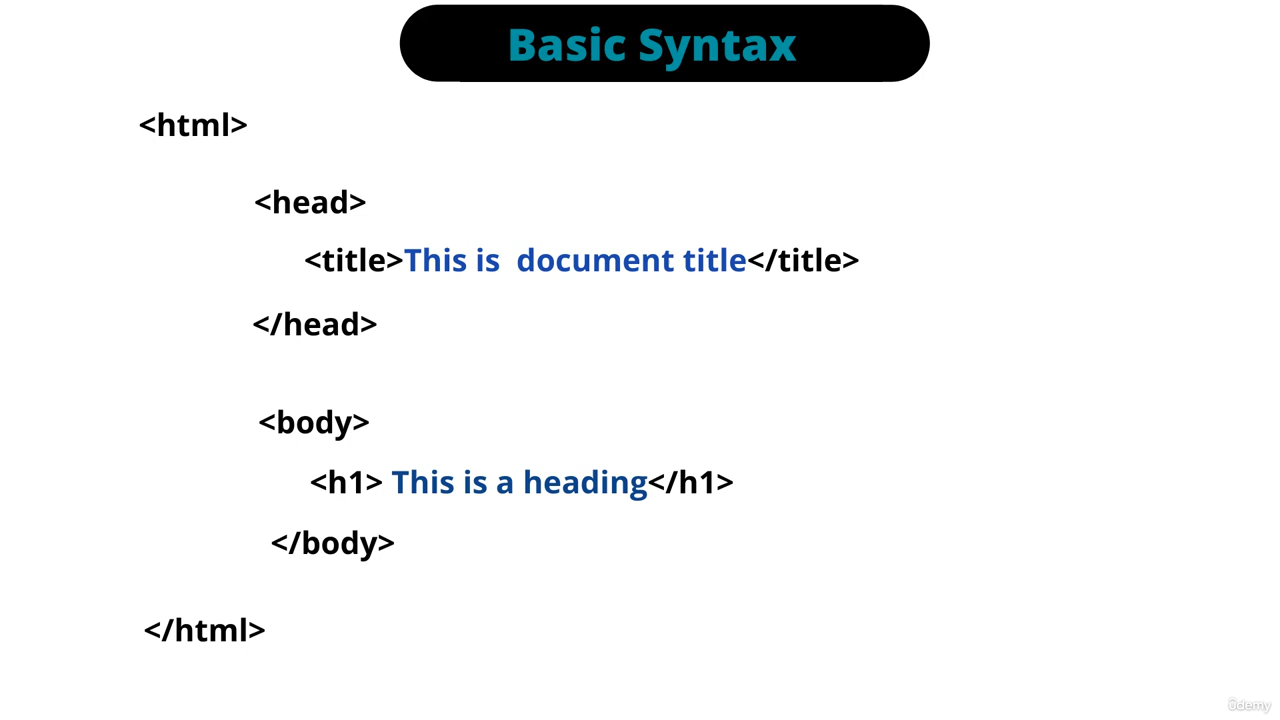 Basic Syntax
<html>
<head>
<title>This is  document title</title>
</head>
<body>
<h1> This is a heading</h1>
</body>
</html>
ûdemy